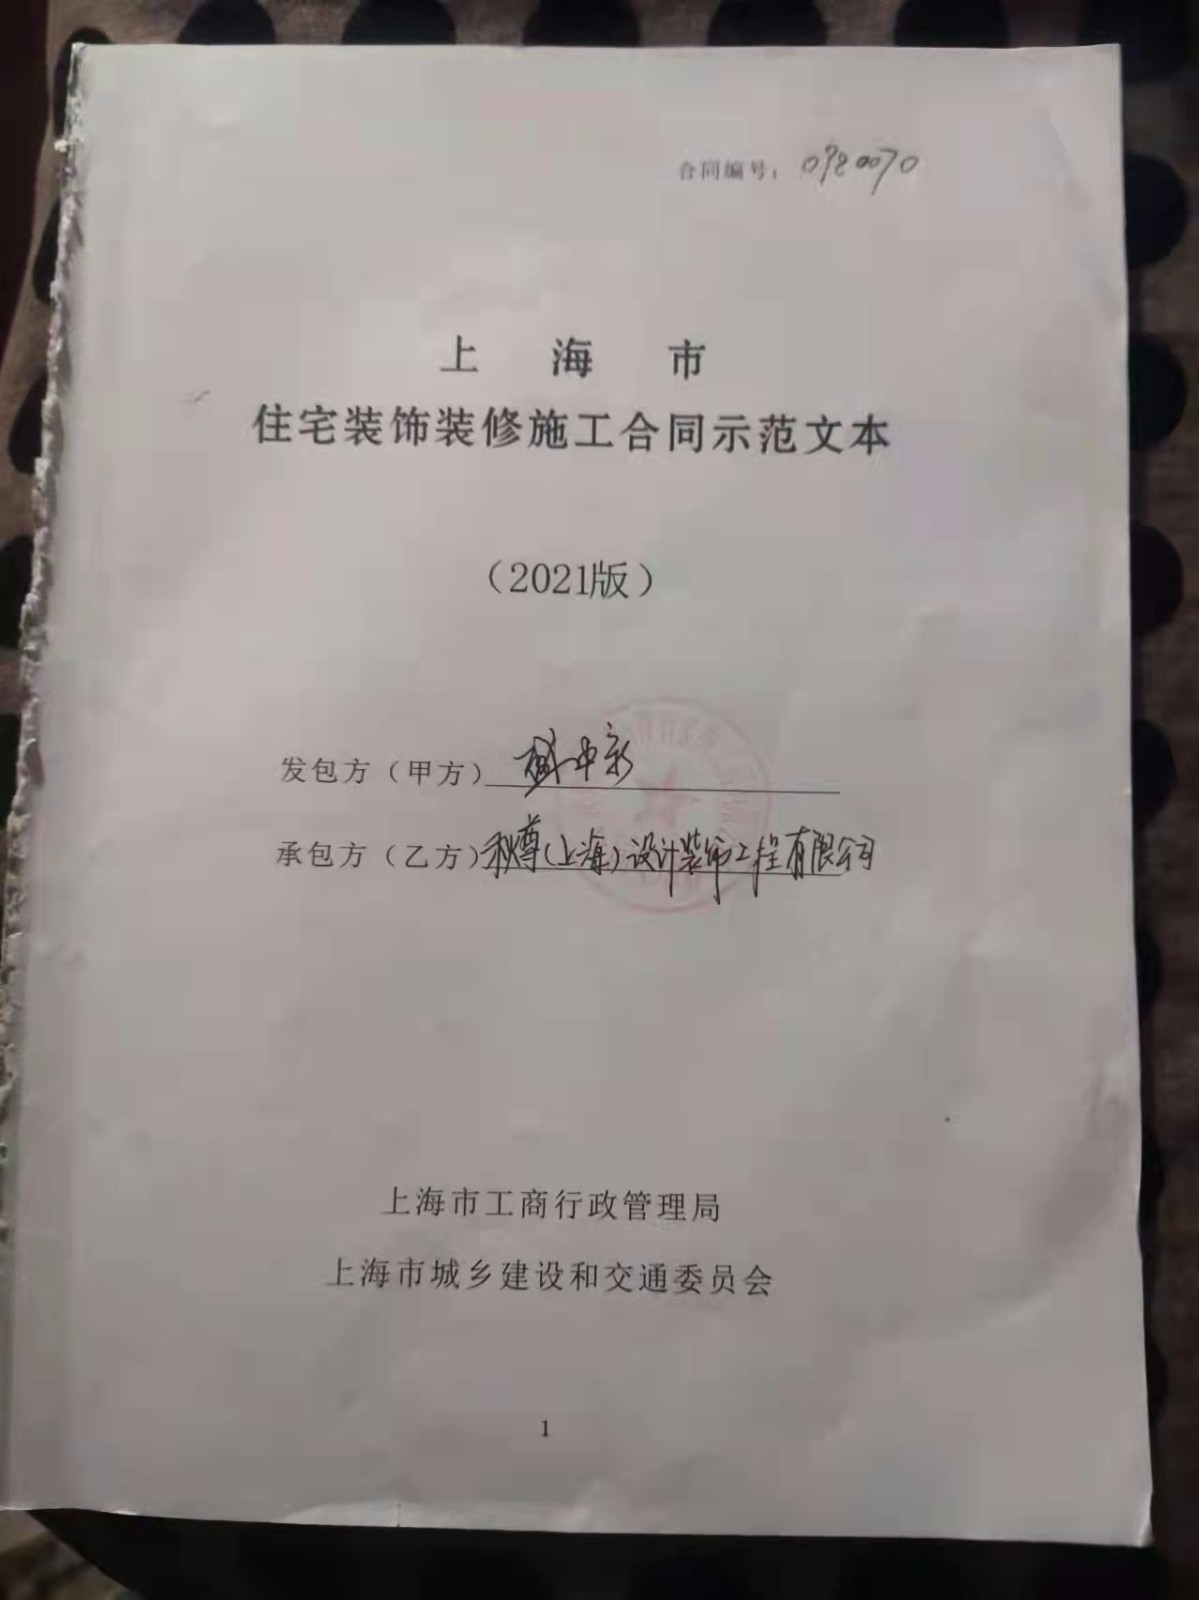 合同编号：0780070
上海市
住宅装饰装修施工合同示范文本
（2021版）
发包方（甲方）
承包方（乙方）秋尊（上海）设计装饰工程有限公司
上海市工商行政管理局
上海市城乡建设和交通委员会
1